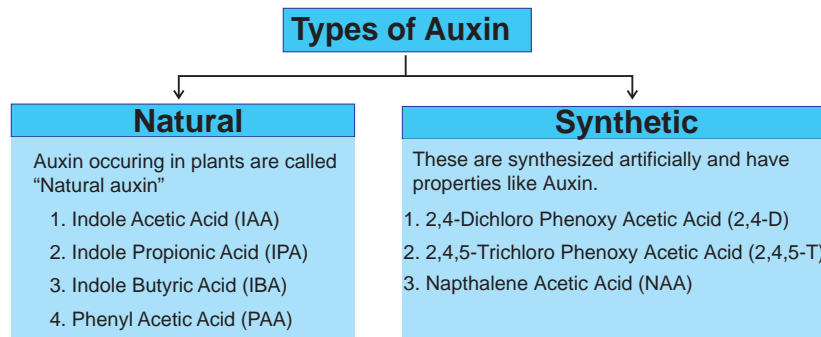 Types of Auxin
Natural
Auxin occuring in plants are called
“Natural auxin”
1. Indole Acetic Acid (IAA)
2. Indole Propionic Acid (IPA)
3. Indole Butyric Acid (IBA)
4. Phenyl Acetic Acid (PAA)
Synthetic
These are synthesized artificially and have
properties like Auxin.
1. 2,4-Dichloro Phenoxy Acetic Acid (2,4-D)
2. 2,4,5-Trichloro Phenoxy Acetic Acid (2,4,5-T)
3. Napthalene Acetic Acid (NAA)